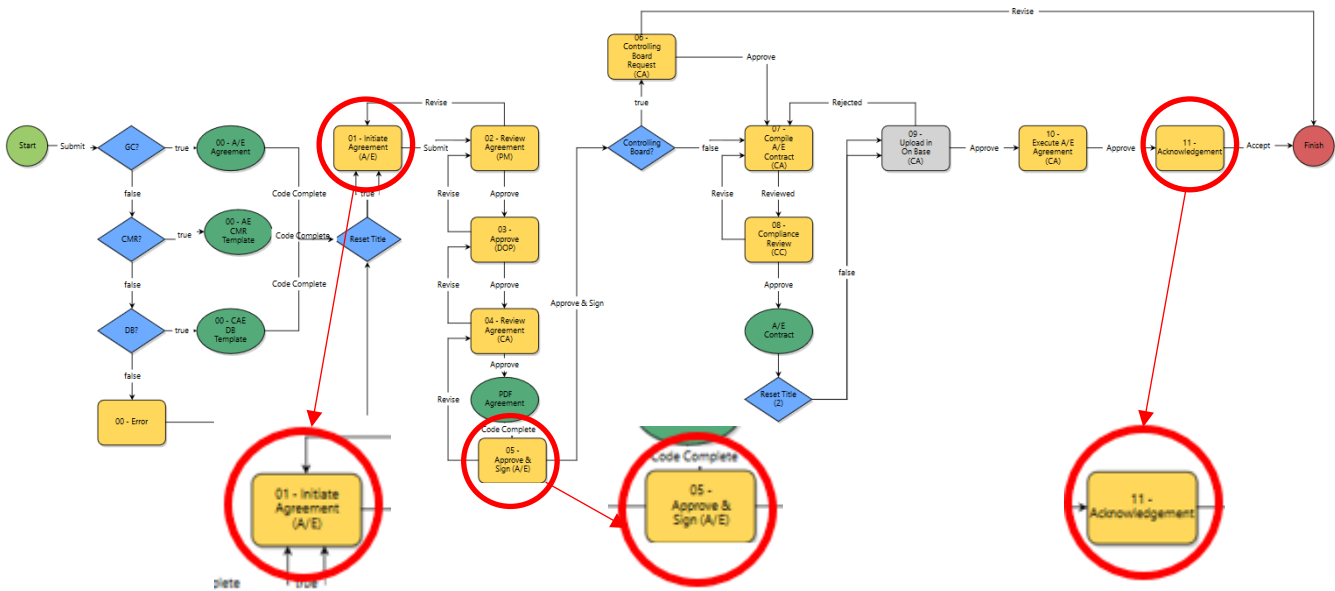 Revise
06 -
Controlling
Board
Request
(CA)
Approve
true
Revise
Rejected
Start
Submit
GC?
true
00 - A/E
Agreement
01 - Initiate
Agreement
(A/E)
Submit
02 - Review
Agreement
(PM)
Controlling
Board?
false
07 -
Compile
A/E
Contract
(CA)
09 -
Upload in
On Base
(CA)
Approve
10 -
Execute A/E
Agreement
(CA)
Approve
11 -
Acknowledgement
Accept
Finish
false
Code Complete
true
Revise
Approve
Revise
Reviewed
CMR?
true
00 - AE
CMR
Template
Code Complete
Reset Title
03 -
Approve
(DOP)
08 -
Compliance
Review
(CC)
false
Code Complete
Revise
Approve
Approve
false
Approve & Sign
DB?
true
00 - CAE
DB
Template
04 - Review
Agreement
(CA)
A/E
Contract
false
Approve
Revise
PDF
Agreement
Reset Title
(2)
00 - Error
Code Complete
05 -
Approve &
Sign (A/E)
Code Complete
01 - Initiate
Agreement
(A/E)
05 -
Approve &
Sign (A/E)
11 -
Acknowledgement
plete
true